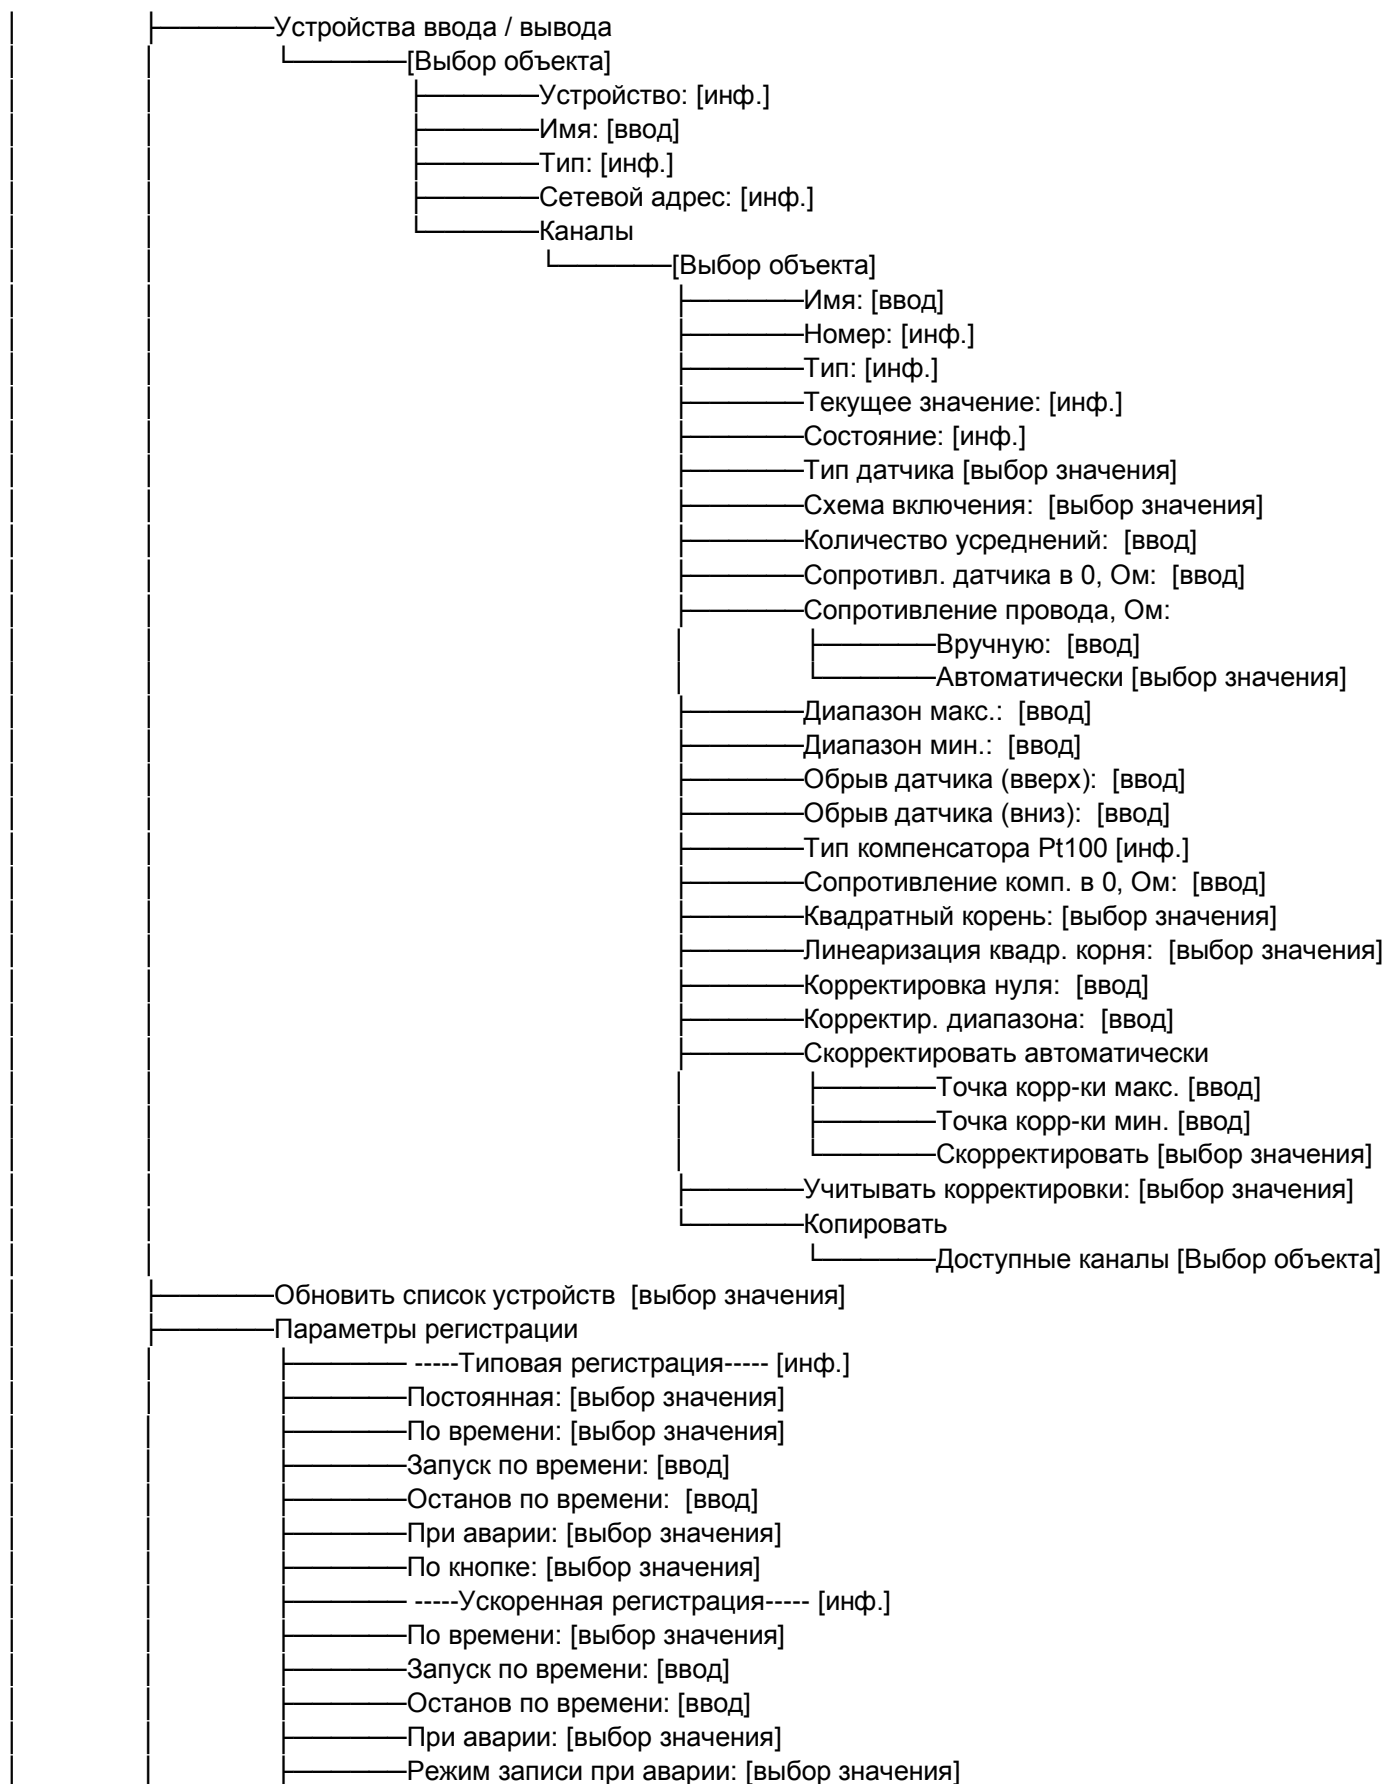 Устройства ввода / вывода
[Выбор объекта]
Устройство: [инф.]
Имя: [ввод]
Тип: [инф.]
Сетевой адрес: [инф.]
Каналы
[Выбор объекта]
Имя: [ввод]
Номер: [инф.]
Тип: [инф.]
Текущее значение: [инф.]
Состояние: [инф.]
Тип датчика [выбор значения]
Схема включения:  [выбор значения]
Количество усреднений:  [ввод]
Сопротивл. датчика в 0, Ом:  [ввод]
Сопротивление провода, Ом:
Вручную:  [ввод]
Автоматически [выбор значения]
Диапазон макс.:  [ввод]
Диапазон мин.:  [ввод]
Обрыв датчика (вверх):  [ввод]
Обрыв датчика (вниз):  [ввод]
Тип компенсатора Pt100 [инф.]
Сопротивление комп. в 0, Ом:  [ввод]
Квадратный корень: [выбор значения]
Линеаризация квадр. корня:  [выбор значения]
Корректировка нуля:  [ввод]
Корректир. диапазона:  [ввод]
Скорректировать автоматически
Точка корр-ки макс. [ввод]
Точка корр-ки мин. [ввод]
Скорректировать [выбор значения]
Учитывать корректировки: [выбор значения]
Копировать
Доступные каналы [Выбор объекта]
Обновить список устройств  [выбор значения]
Параметры регистрации
-----Типовая регистрация----- [инф.]
Постоянная: [выбор значения]
По времени: [выбор значения]
Запуск по времени: [ввод]
Останов по времени:  [ввод]
При аварии: [выбор значения]
По кнопке: [выбор значения]
-----Ускоренная регистрация----- [инф.]
По времени: [выбор значения]
Запуск по времени: [ввод]
Останов по времени: [ввод]
При аварии: [выбор значения]
Режим записи при аварии: [выбор значения]